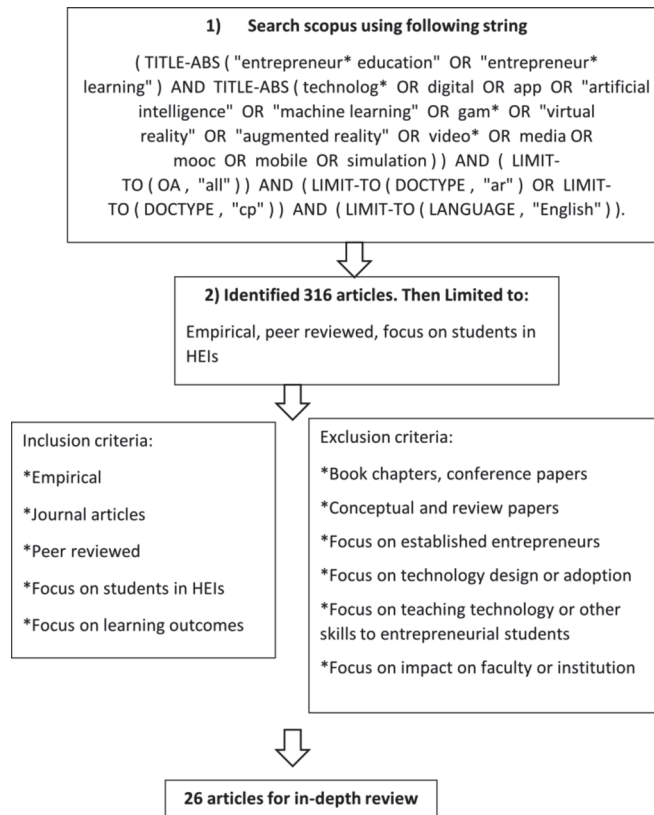 1) Search scopus using following string
( TITLE-ABS ( "entrepreneur* education" OR "entrepreneur*
learning" ) AND TITLE-ABS ( technolog* OR digital OR app OR "artificial
intelligence" OR "machine learning" OR gam* OR "virtual
reality" OR "augmented reality" OR video* OR media OR
mooc OR mobile OR simulation ) ) AND ( LIMIT-
TO ( OA , "all" ) ) AND ( LIMIT-TO ( DOCTYPE , "ar" ) OR LIMIT-
TO ( DOCTYPE , "cp" ) ) AND ( LIMIT-TO ( LANGUAGE , "English" ) ).
2) Identified 316 articles. Then Limited to:
Empirical, peer reviewed, focus on students in
HEIs
Inclusion criteria:
*Empirical
*Journal articles
*Peer reviewed
*Focus on students in HEIs
*Focus on learning outcomes
Exclusion criteria:
*Book chapters, conference papers
*Conceptual and review papers
*Focus on established entrepreneurs
*Focus on technology design or adoption
*Focus on teaching technology or other
skills to entrepreneurial students
*Focus on impact on faculty or institution
26 articles for in-depth review